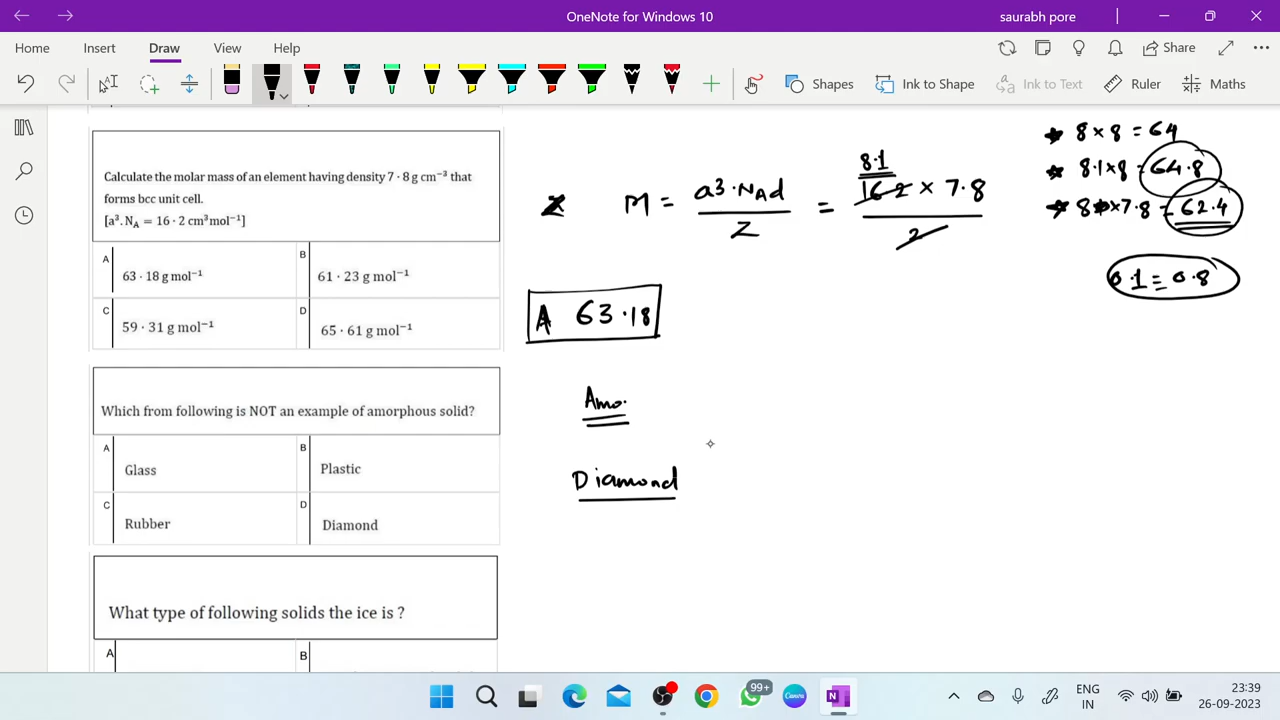 OneNote for Windows 10
saurabh pore
Home
Insert
Draw
View
Help
Share
Ink to Shape
Shapes
Ink to Text
Ruler
Maths
Calculate the molar mass of an element having density 7·8 g cm⁻³ that
forms bcc unit cell.
[a³.N_A = 16·2 cm³mol⁻¹]
A
63·18 g mol⁻¹
B
61·23 g mol⁻¹
C
59·31 g mol⁻¹
D
65·61 g mol⁻¹
Z M = a³·N_A d / Z = 8·1 16·2 × 7·8 / 2
8 × 8 = 64
8·1 × 8 = 64·8
8 × 7·8 = 62·4
0·1 = 0·8
A 63·18
Which from following is NOT an example of amorphous solid?
A
Glass
B
Plastic
C
Rubber
D
Diamond
Amo.
Diamond
What type of following solids the ice is ?
A
B
99+
ENG
IN
23:39
26-09-2023